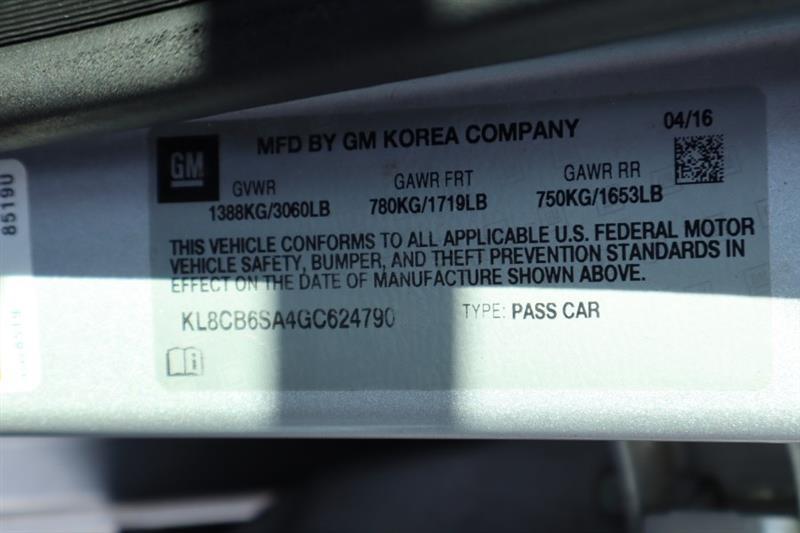 MFD BY GM KOREA COMPANY
04/16
GM
GVWR
GAWR FRT
GAWR RR
1388KG/3060LB
780KG/1719LB
750KG/1653LB
THIS VEHICLE CONFORMS TO ALL APPLICABLE U.S. FEDERAL MOTOR
VEHICLE SAFETY, BUMPER, AND THEFT PREVENTION STANDARDS IN
EFFECT ON THE DATE OF MANUFACTURE SHOWN ABOVE.
KL8CB6SA4GC624790
TYPE: PASS CAR
8519U